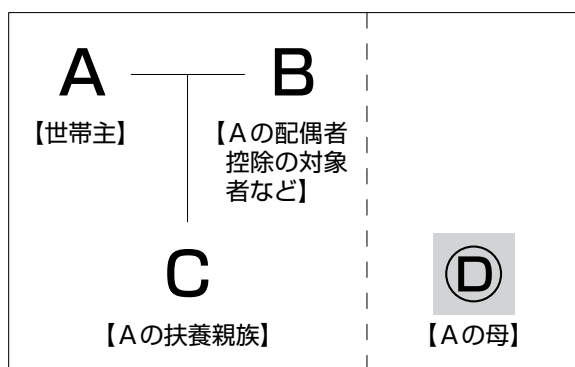 A
B
【世帯主】
【Aの配偶者
控除の対象
者など】
C
D
【Aの扶養親族】
【Aの母】